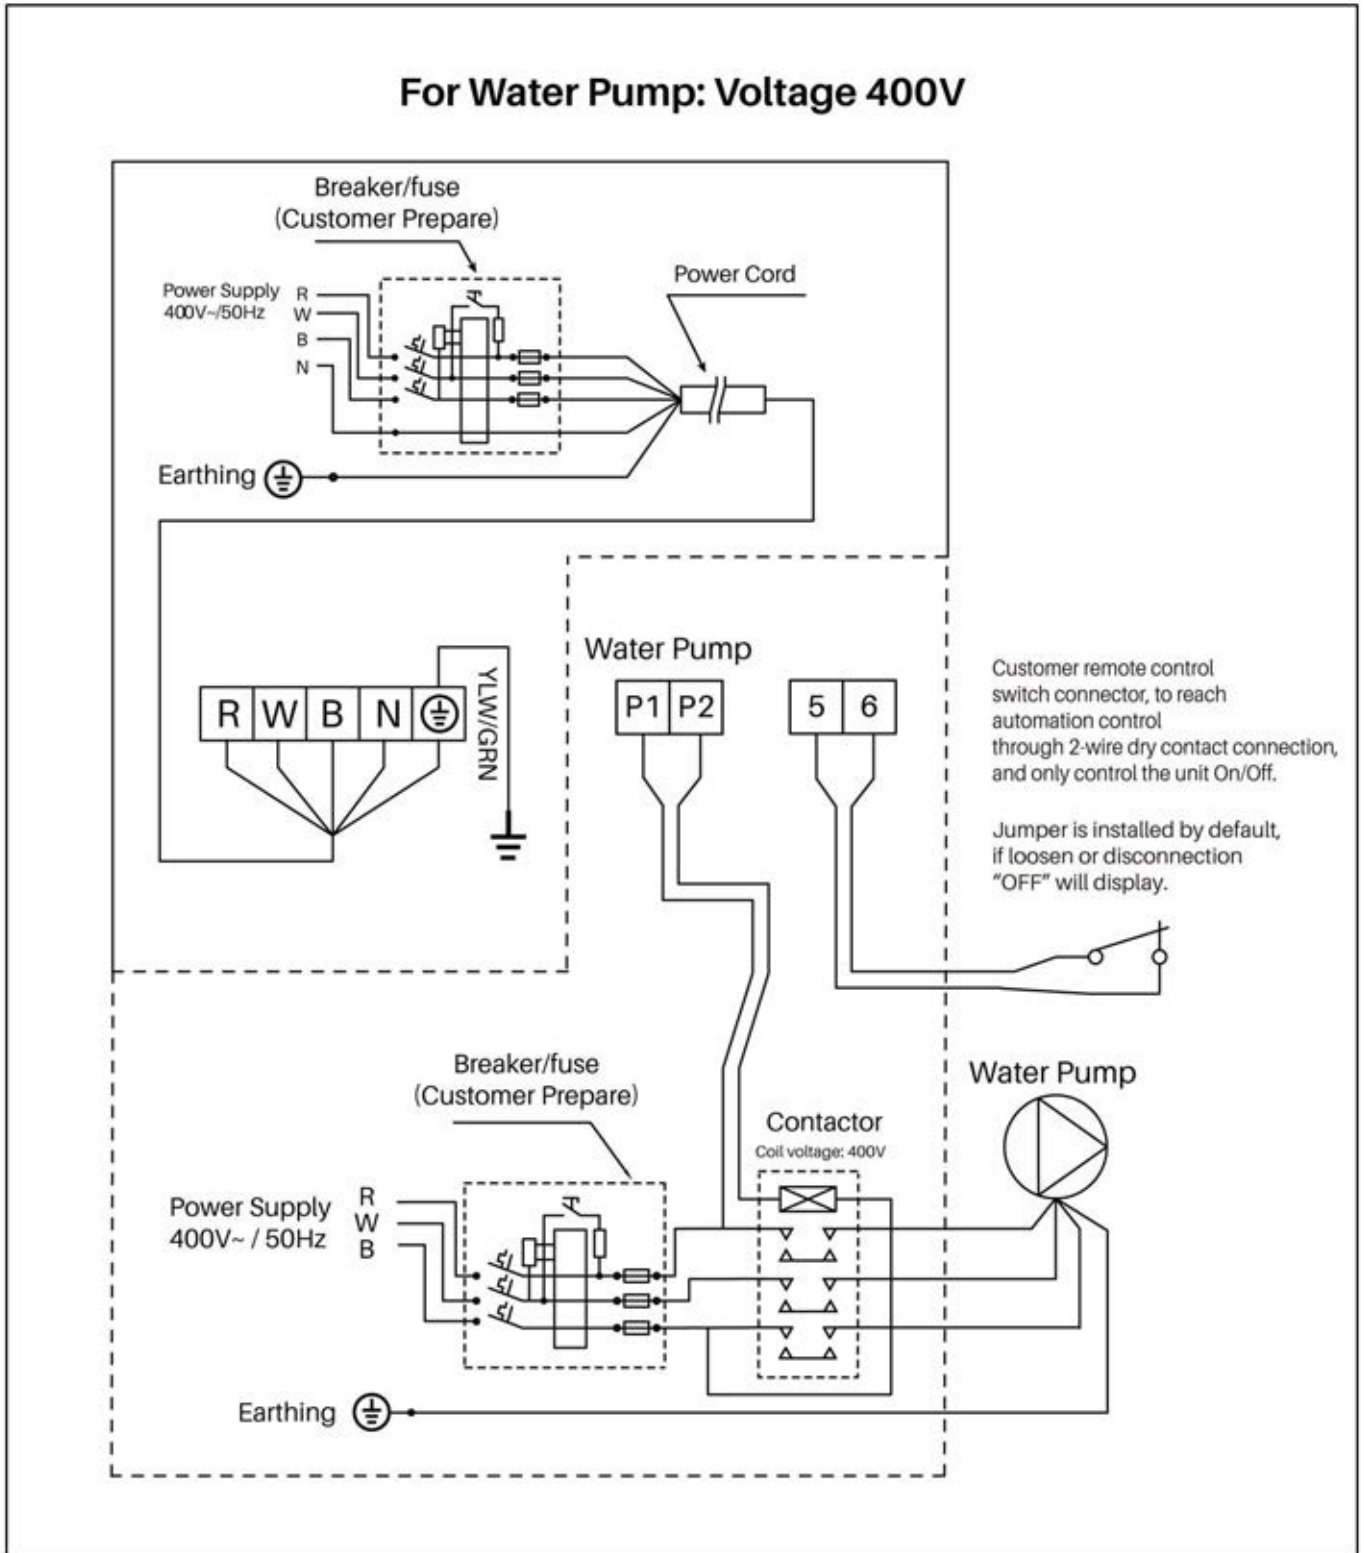 For Water Pump: Voltage 400V
Breaker/fuse
(Customer Prepare)
Power Cord
Power Supply
400V~/50Hz
R
W
B
N
Earthing
R W B N
YLW/GRN
Water Pump
P1 P2
5 6
Customer remote control
switch connector, to reach
automation control
through 2-wire dry contact connection,
and only control the unit On/Off.
Jumper is installed by default,
if loosen or disconnection
"OFF" will display.
Breaker/fuse
(Customer Prepare)
Water Pump
Contactor
Coil voltage: 400V
Power Supply
400V~ / 50Hz
R
W
B
Earthing